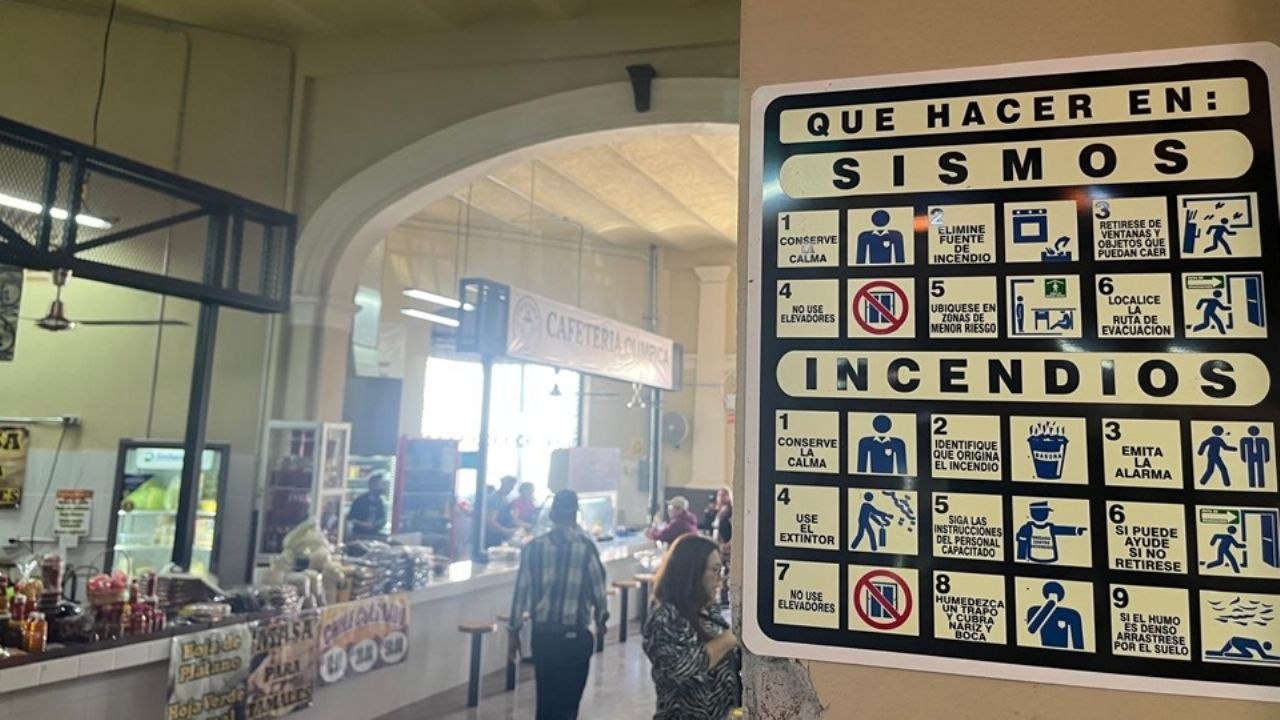 QUE HACER EN:
SISMOS
1
CONSERVE
LA
CALMA
2
ELIMINE
FUENTE
DE
INCENDIO
3
RETIRESE DE
VENTANAS Y
OBJETOS QUE
PUEDAN CAER
4
NO USE
ELEVADORES
5
UBIQUESE EN
ZONAS DE
MENOR RIESGO
6
LOCALICE
LA
RUTA DE
EVACUACION
INCENDIOS
1
CONSERVE
LA
CALMA
2
IDENTIFIQUE
QUE ORIGINA
EL INCENDIO
BASURA
3
EMITA
LA
ALARMA
4
USE
EL
EXTINTOR
5
SIGA LAS
INSTRUCCIONES
DEL PERSONAL
CAPACITADO
6
SI PUEDE
AYUDE
SI NO
RETIRESE
7
NO USE
ELEVADORES
8
HUMEDEZCA
UN TRAPO
Y CUBRA
NARIZ Y
BOCA
9
SI EL HUMO
ES DENSO
ARRASTRESE
POR EL SUELO
CAFETERIA OLIMPICA
Hoja de
Platano
Hoja Verde
MASA
PARA
TAMALES